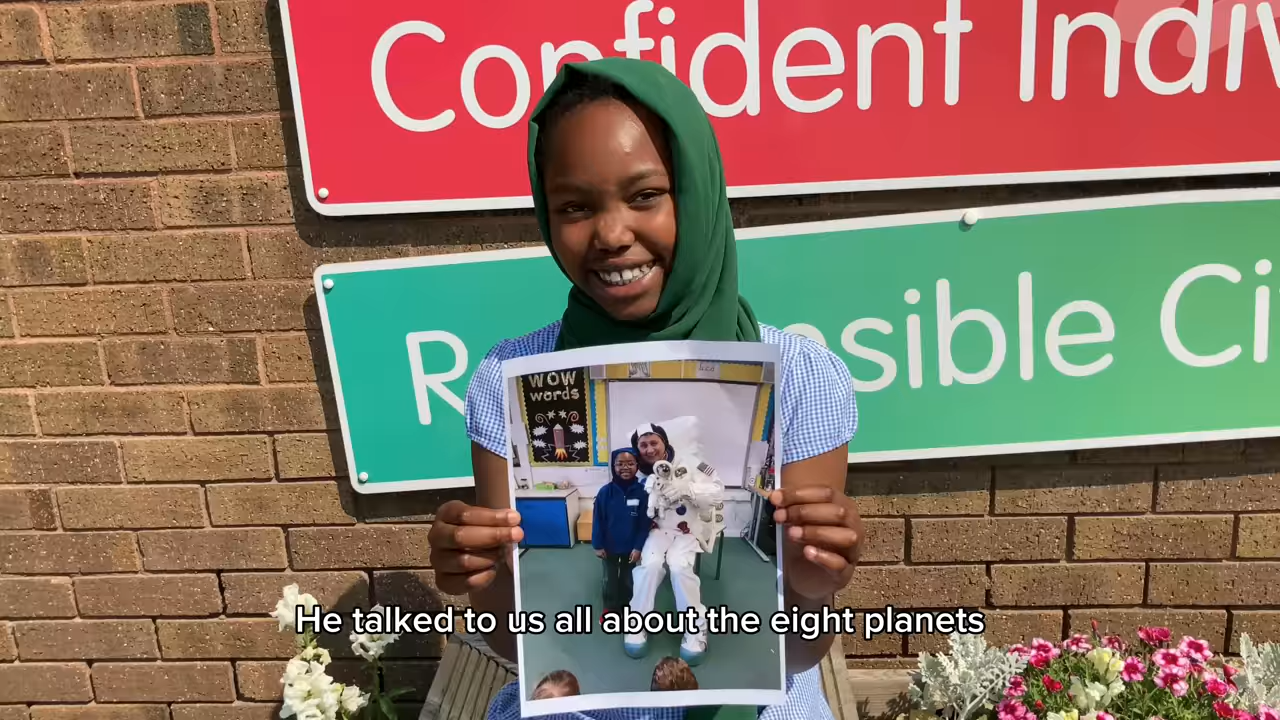 Confident Indiv
R sible Ci
WOW
words
He talked to us all about the eight planets